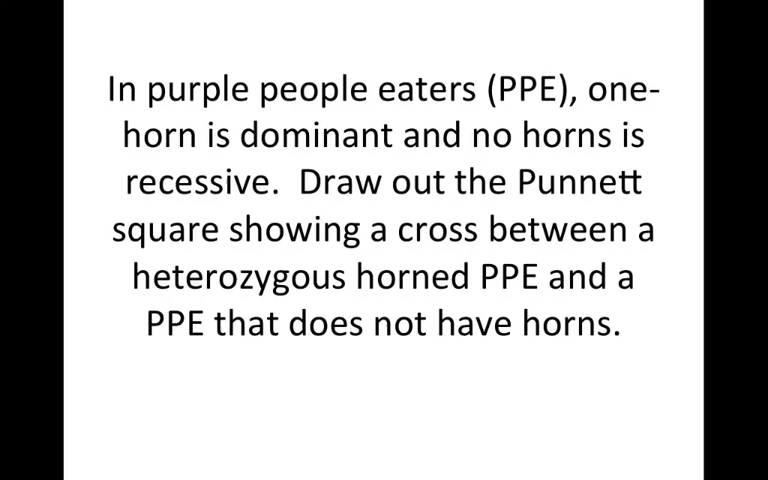 In purple people eaters (PPE), one-
horn is dominant and no horns is
recessive.  Draw out the Punnett
square showing a cross between a
heterozygous horned PPE and a
PPE that does not have horns.